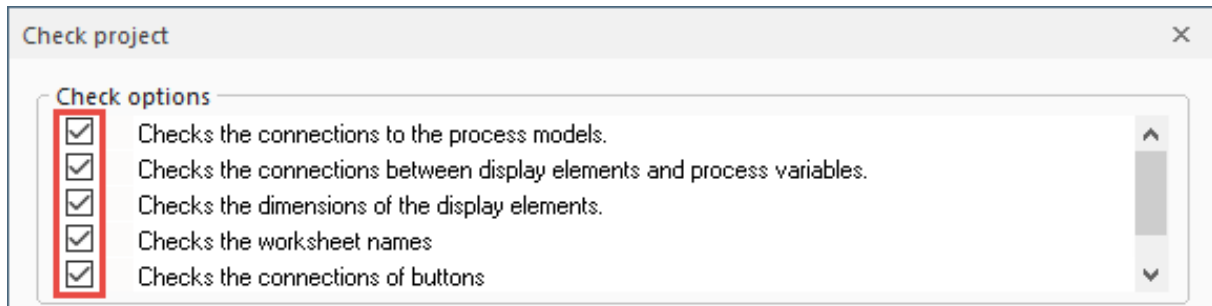 Check project
Check options
Checks the connections to the process models.
Checks the connections between display elements and process variables.
Checks the dimensions of the display elements.
Checks the worksheet names
Checks the connections of buttons